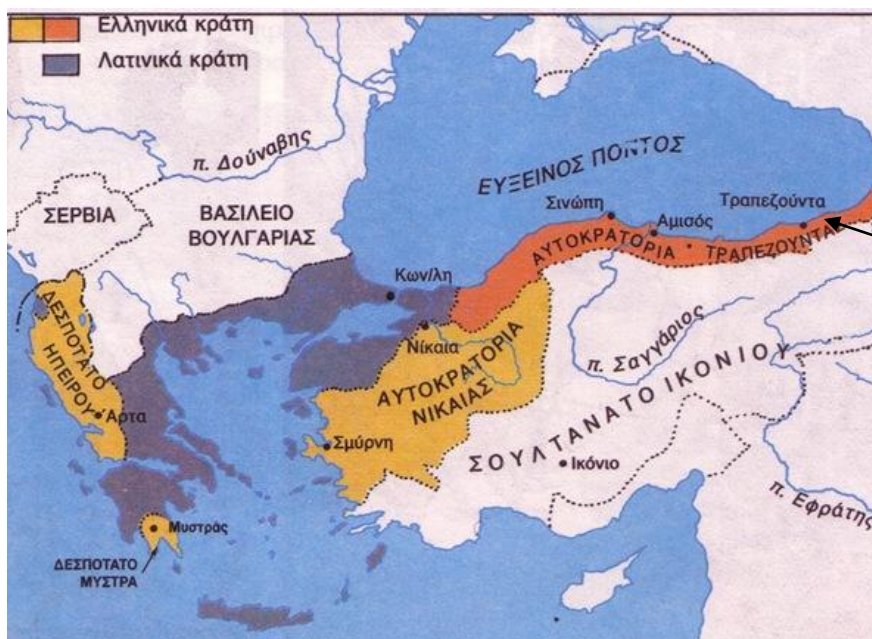 Ελληνικά κράτη
Λατινικά κράτη
π. Δούναβης
ΕΥΞΕΙΝΟΣ ΠΟΝΤΟΣ
ΣΕΡΒΙΑ
ΒΑΣΙΛΕΙΟ
ΒΟΥΛΓΑΡΙΑΣ
Σινώπη
Αμισός
Τραπεζούντα
ΑΥΤΟΚΡΑΤΟΡΙΑ ΤΡΑΠΕΖΟΥΝΤΑΣ
Κων/λη
Νίκαια
π. Σαγγάριος
ΔΕΣΠΟΤΑΤΟ
ΗΠΕΙΡΟΥ
Άρτα
ΑΥΤΟΚΡΑΤΟΡΙΑ
ΝΙΚΑΙΑΣ
ΣΟΥΛΤΑΝΑΤΟ ΙΚΟΝΙΟΥ
Σμύρνη
Ικόνιο
π. Εφράτης
Μυστράς
ΔΕΣΠΟΤΑΤΟ
ΜΥΣΤΡΑ